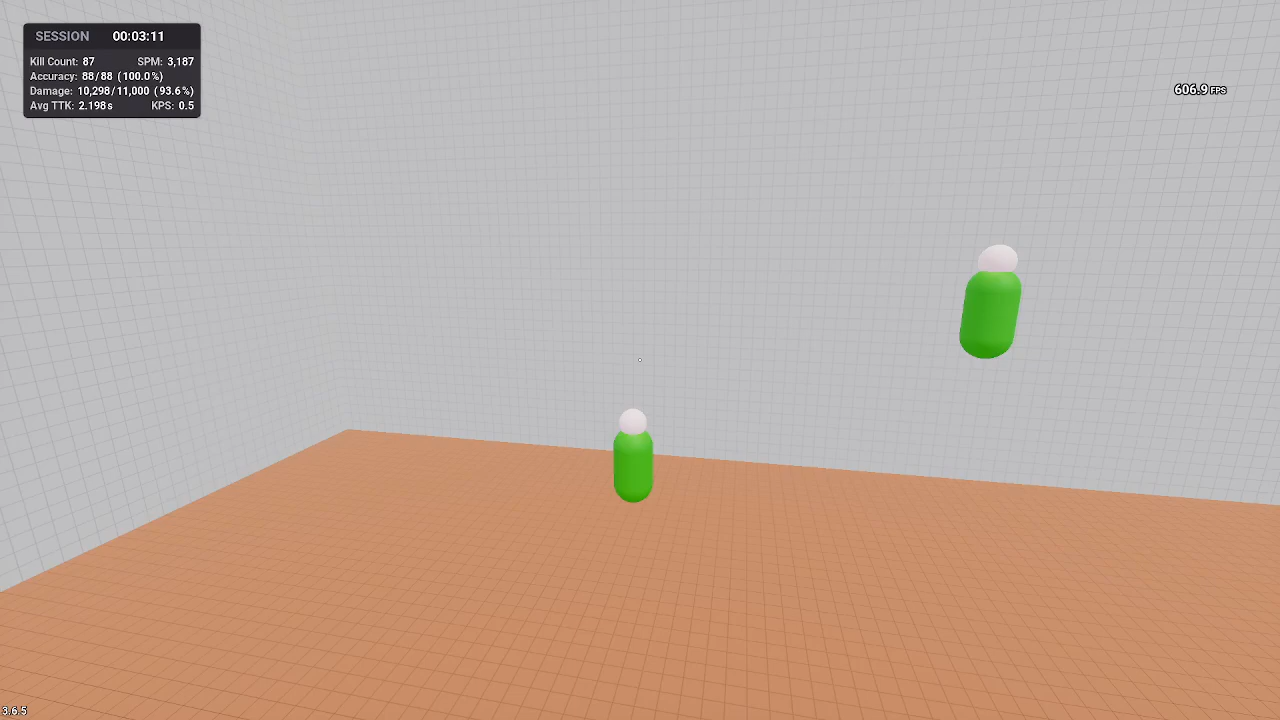 SESSION 00:03:11
Kill Count: 87 SPM: 3,187
Accuracy: 88/88 (100.0%)
Damage: 10,298/11,000 (93.6%)
Avg TTK: 2.198s KPS: 0.5
606.9 FPS
3.6.5